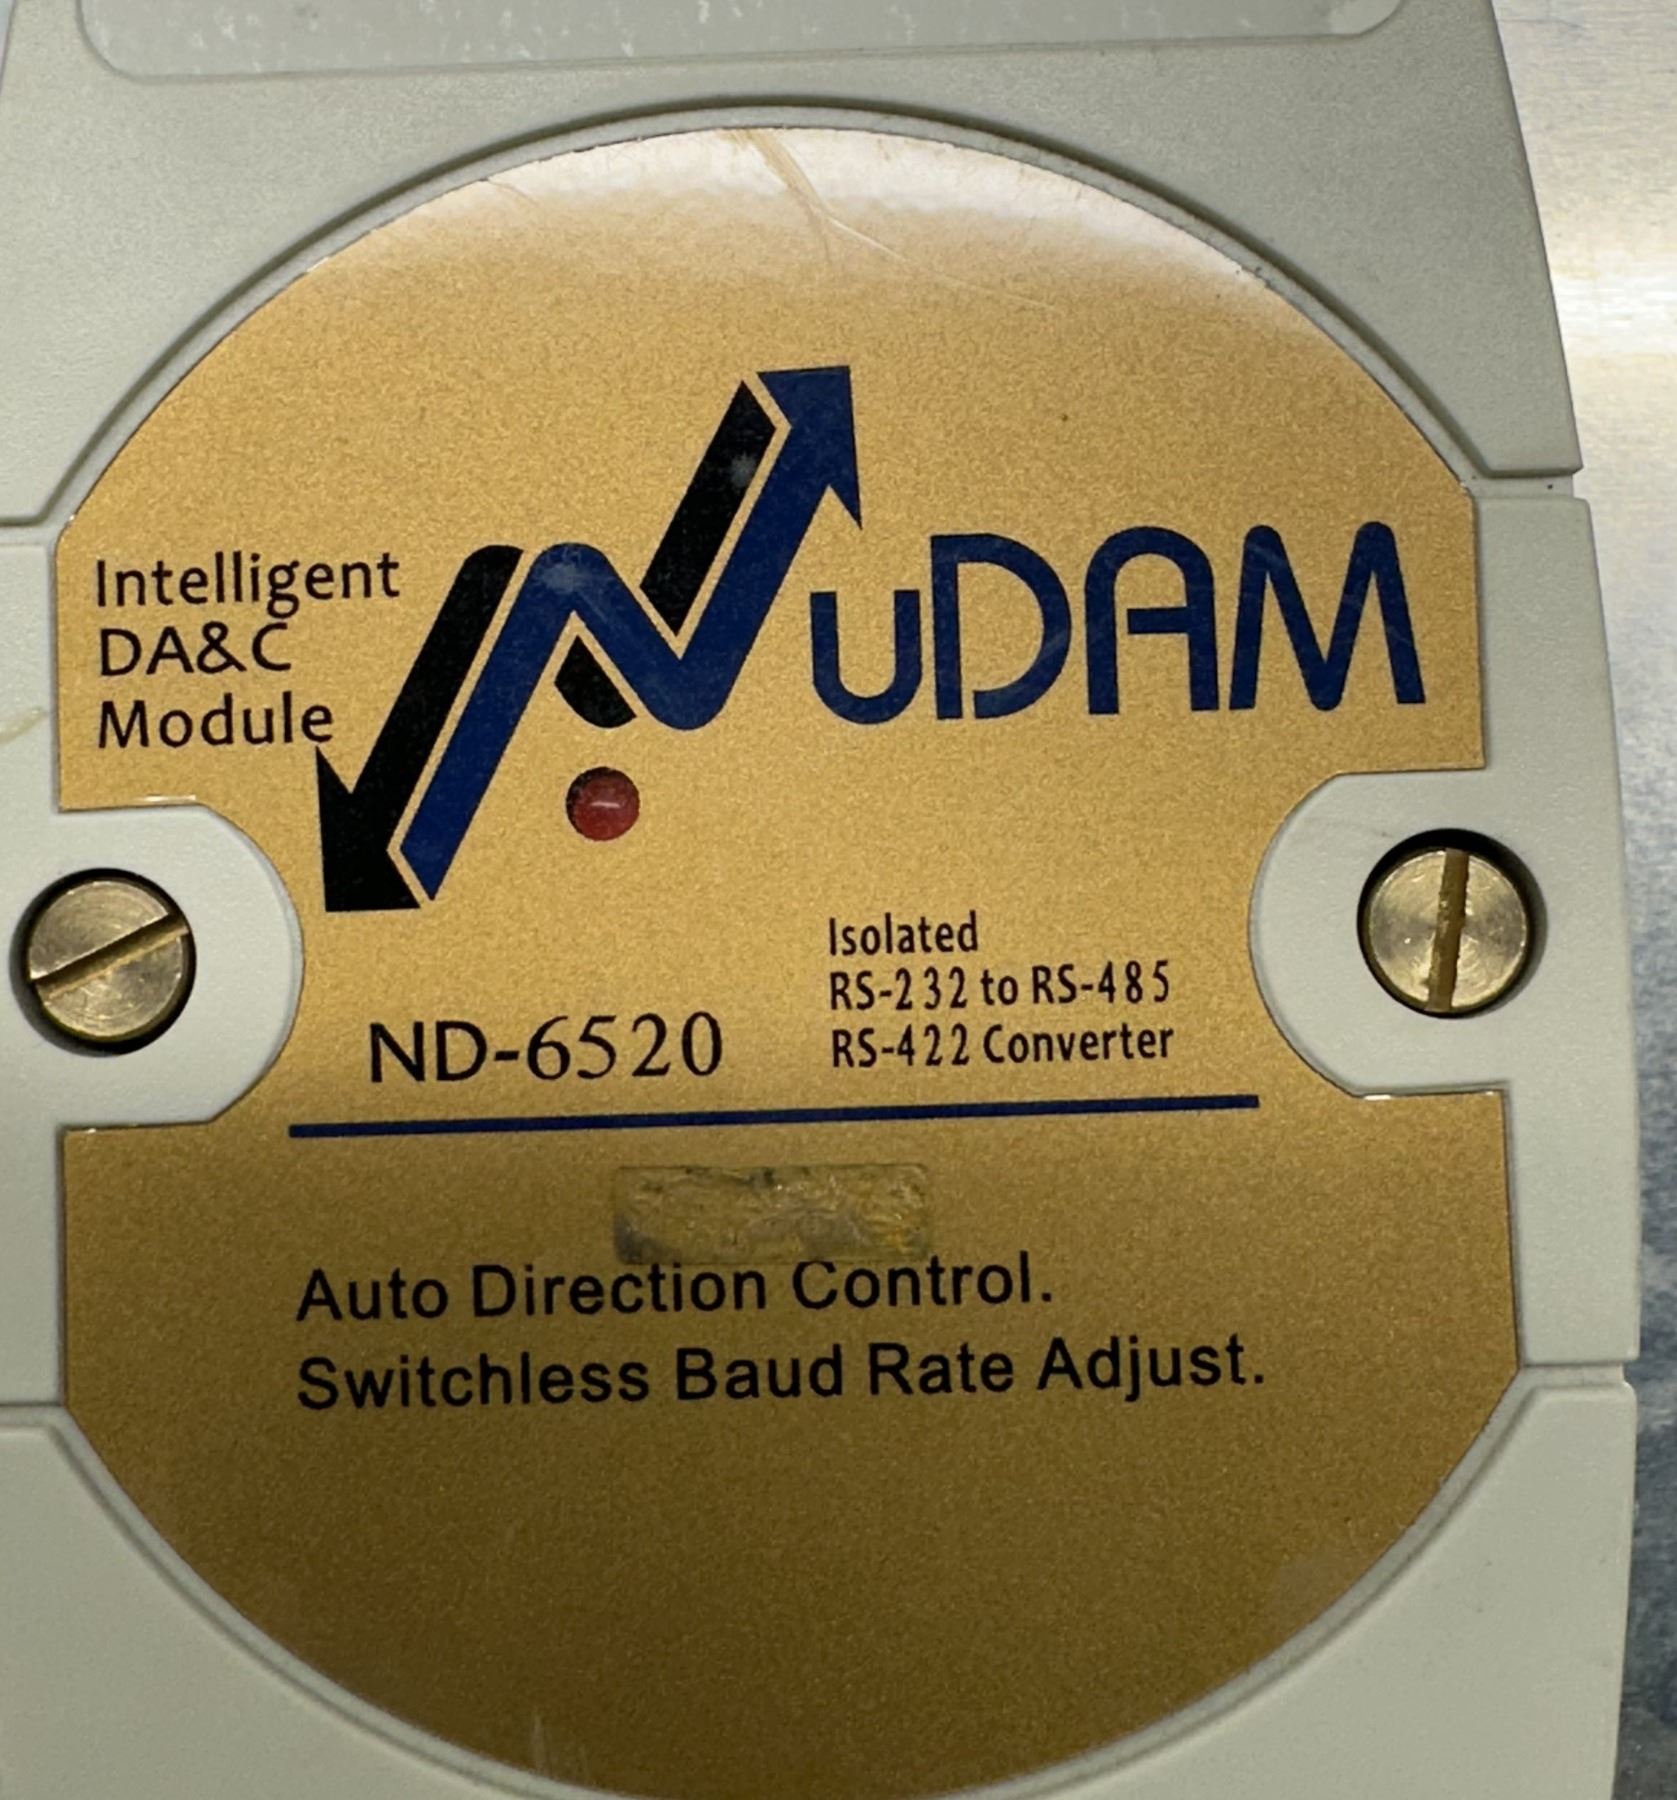 Intelligent
DA&C
Module
NuDAM
Isolated
RS-232 to RS-485
RS-422 Converter
ND-6520
Auto Direction Control.
Switchless Baud Rate Adjust.